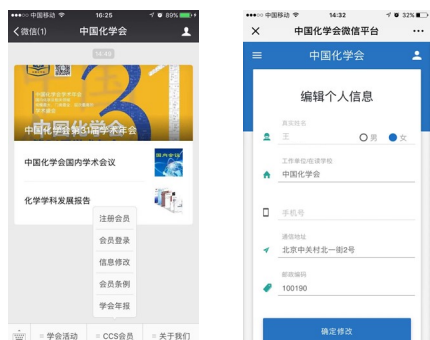 中国移动
16:25
89%
微信(1)
中国化学会
16:49
中国化学会第31届学术年会
中国化学会国内学术会议
国内会议
化学学科发展报告
注册会员
会员登录
信息修改
会员条例
学会年报
学会活动
CCS会员
关于我们
中国移动
14:32
32%
中国化学会微信平台
中国化学会
编辑个人信息
真实姓名
王
男
女
工作单位/在读学校
中国化学会
手机号
通信地址
北京中关村北一街2号
邮政编码
100190
确定修改